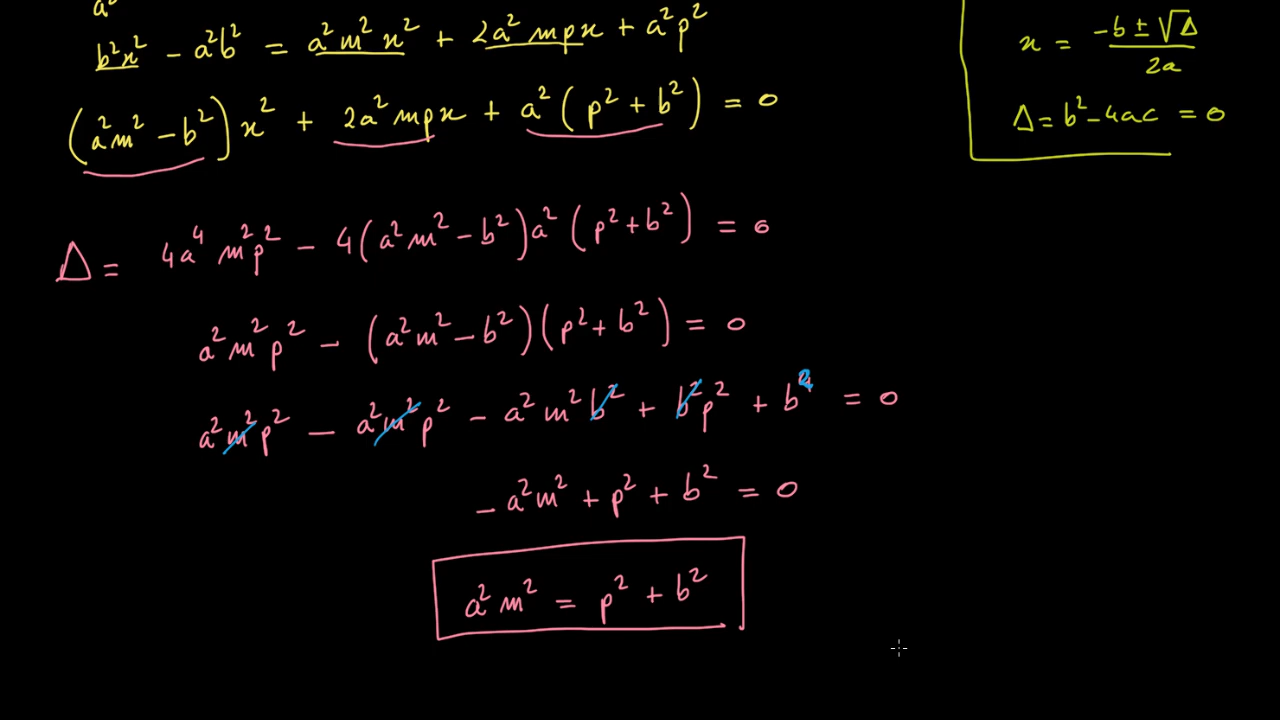 a²
b²x² - a²b² = a²m²x² + 2a²mpx + a²p²
(a²m² - b²)x² + 2a²mpx + a²(p² + b²) = 0
x = -b ± √Δ / 2a
Δ = b² - 4ac = 0
Δ = 4a⁴m²p² - 4(a²m² - b²)a²(p² + b²) = 0
a²m²p² - (a²m² - b²)(p² + b²) = 0
a²m²p² - a²m²p² - a²m²b² + b²p² + b² = 0
-a²m² + p² + b² = 0
a²m² = p² + b²